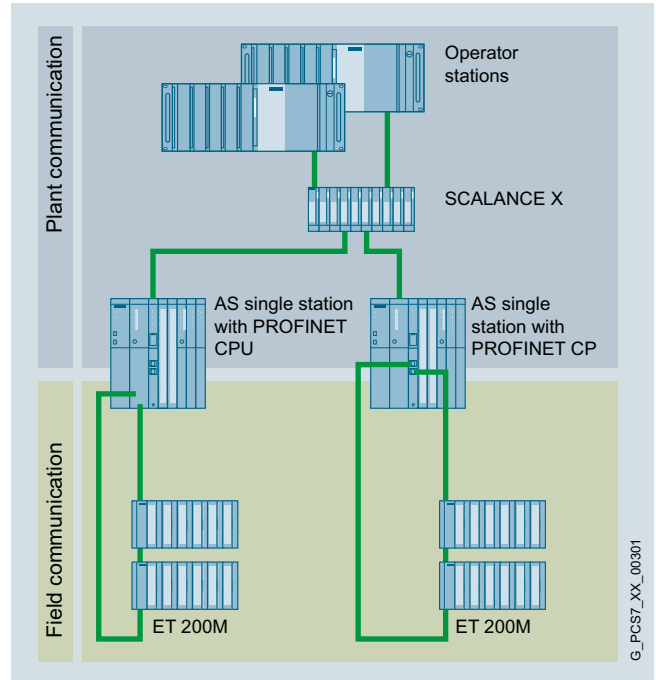 Plant communication
Operator
stations
SCALANCE X
AS single station
with PROFINET
CPU
AS single
station with
PROFINET CP
Field communication
ET 200M
ET 200M
G_PCS7_XX_00301